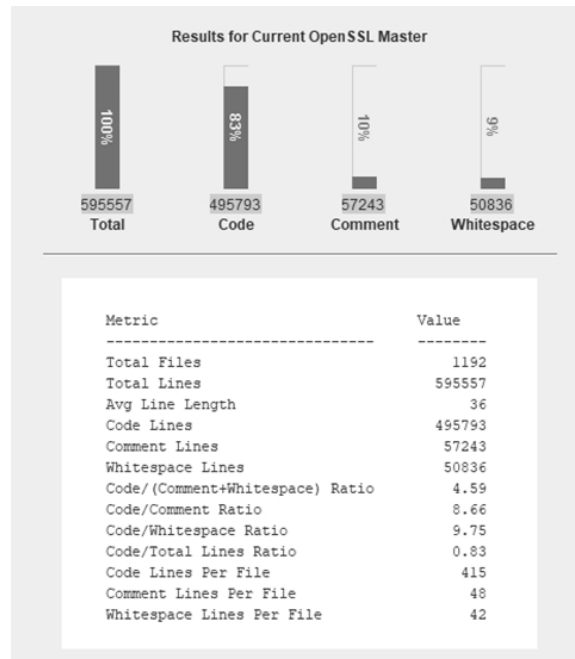 Results for Current OpenSSL Master
100% 83% 10% 9%
595557 495793 57243 50836
Total Code Comment Whitespace
Metric Value
------------------------------- --------
Total Files 1192
Total Lines 595557
Avg Line Length 36
Code Lines 495793
Comment Lines 57243
Whitespace Lines 50836
Code/(Comment+Whitespace) Ratio 4.59
Code/Comment Ratio 8.66
Code/Whitespace Ratio 9.75
Code/Total Lines Ratio 0.83
Code Lines Per File 415
Comment Lines Per File 48
Whitespace Lines Per File 42